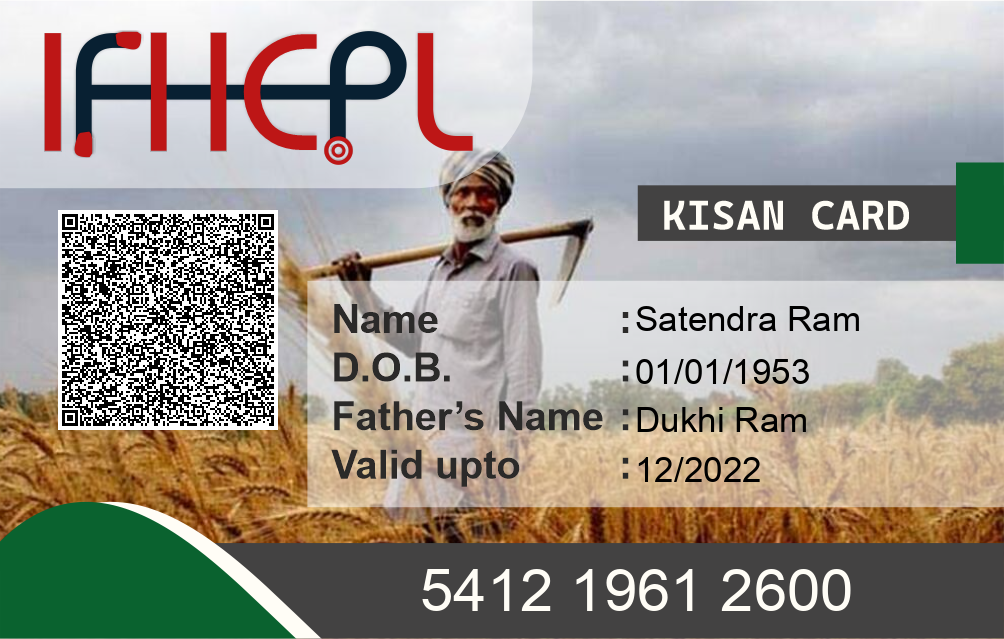 IFHEPL
KISAN CARD
Name : Satendra Ram
D.O.B. : 01/01/1953
Father’s Name : Dukhi Ram
Valid upto : 12/2022
5412 1961 2600